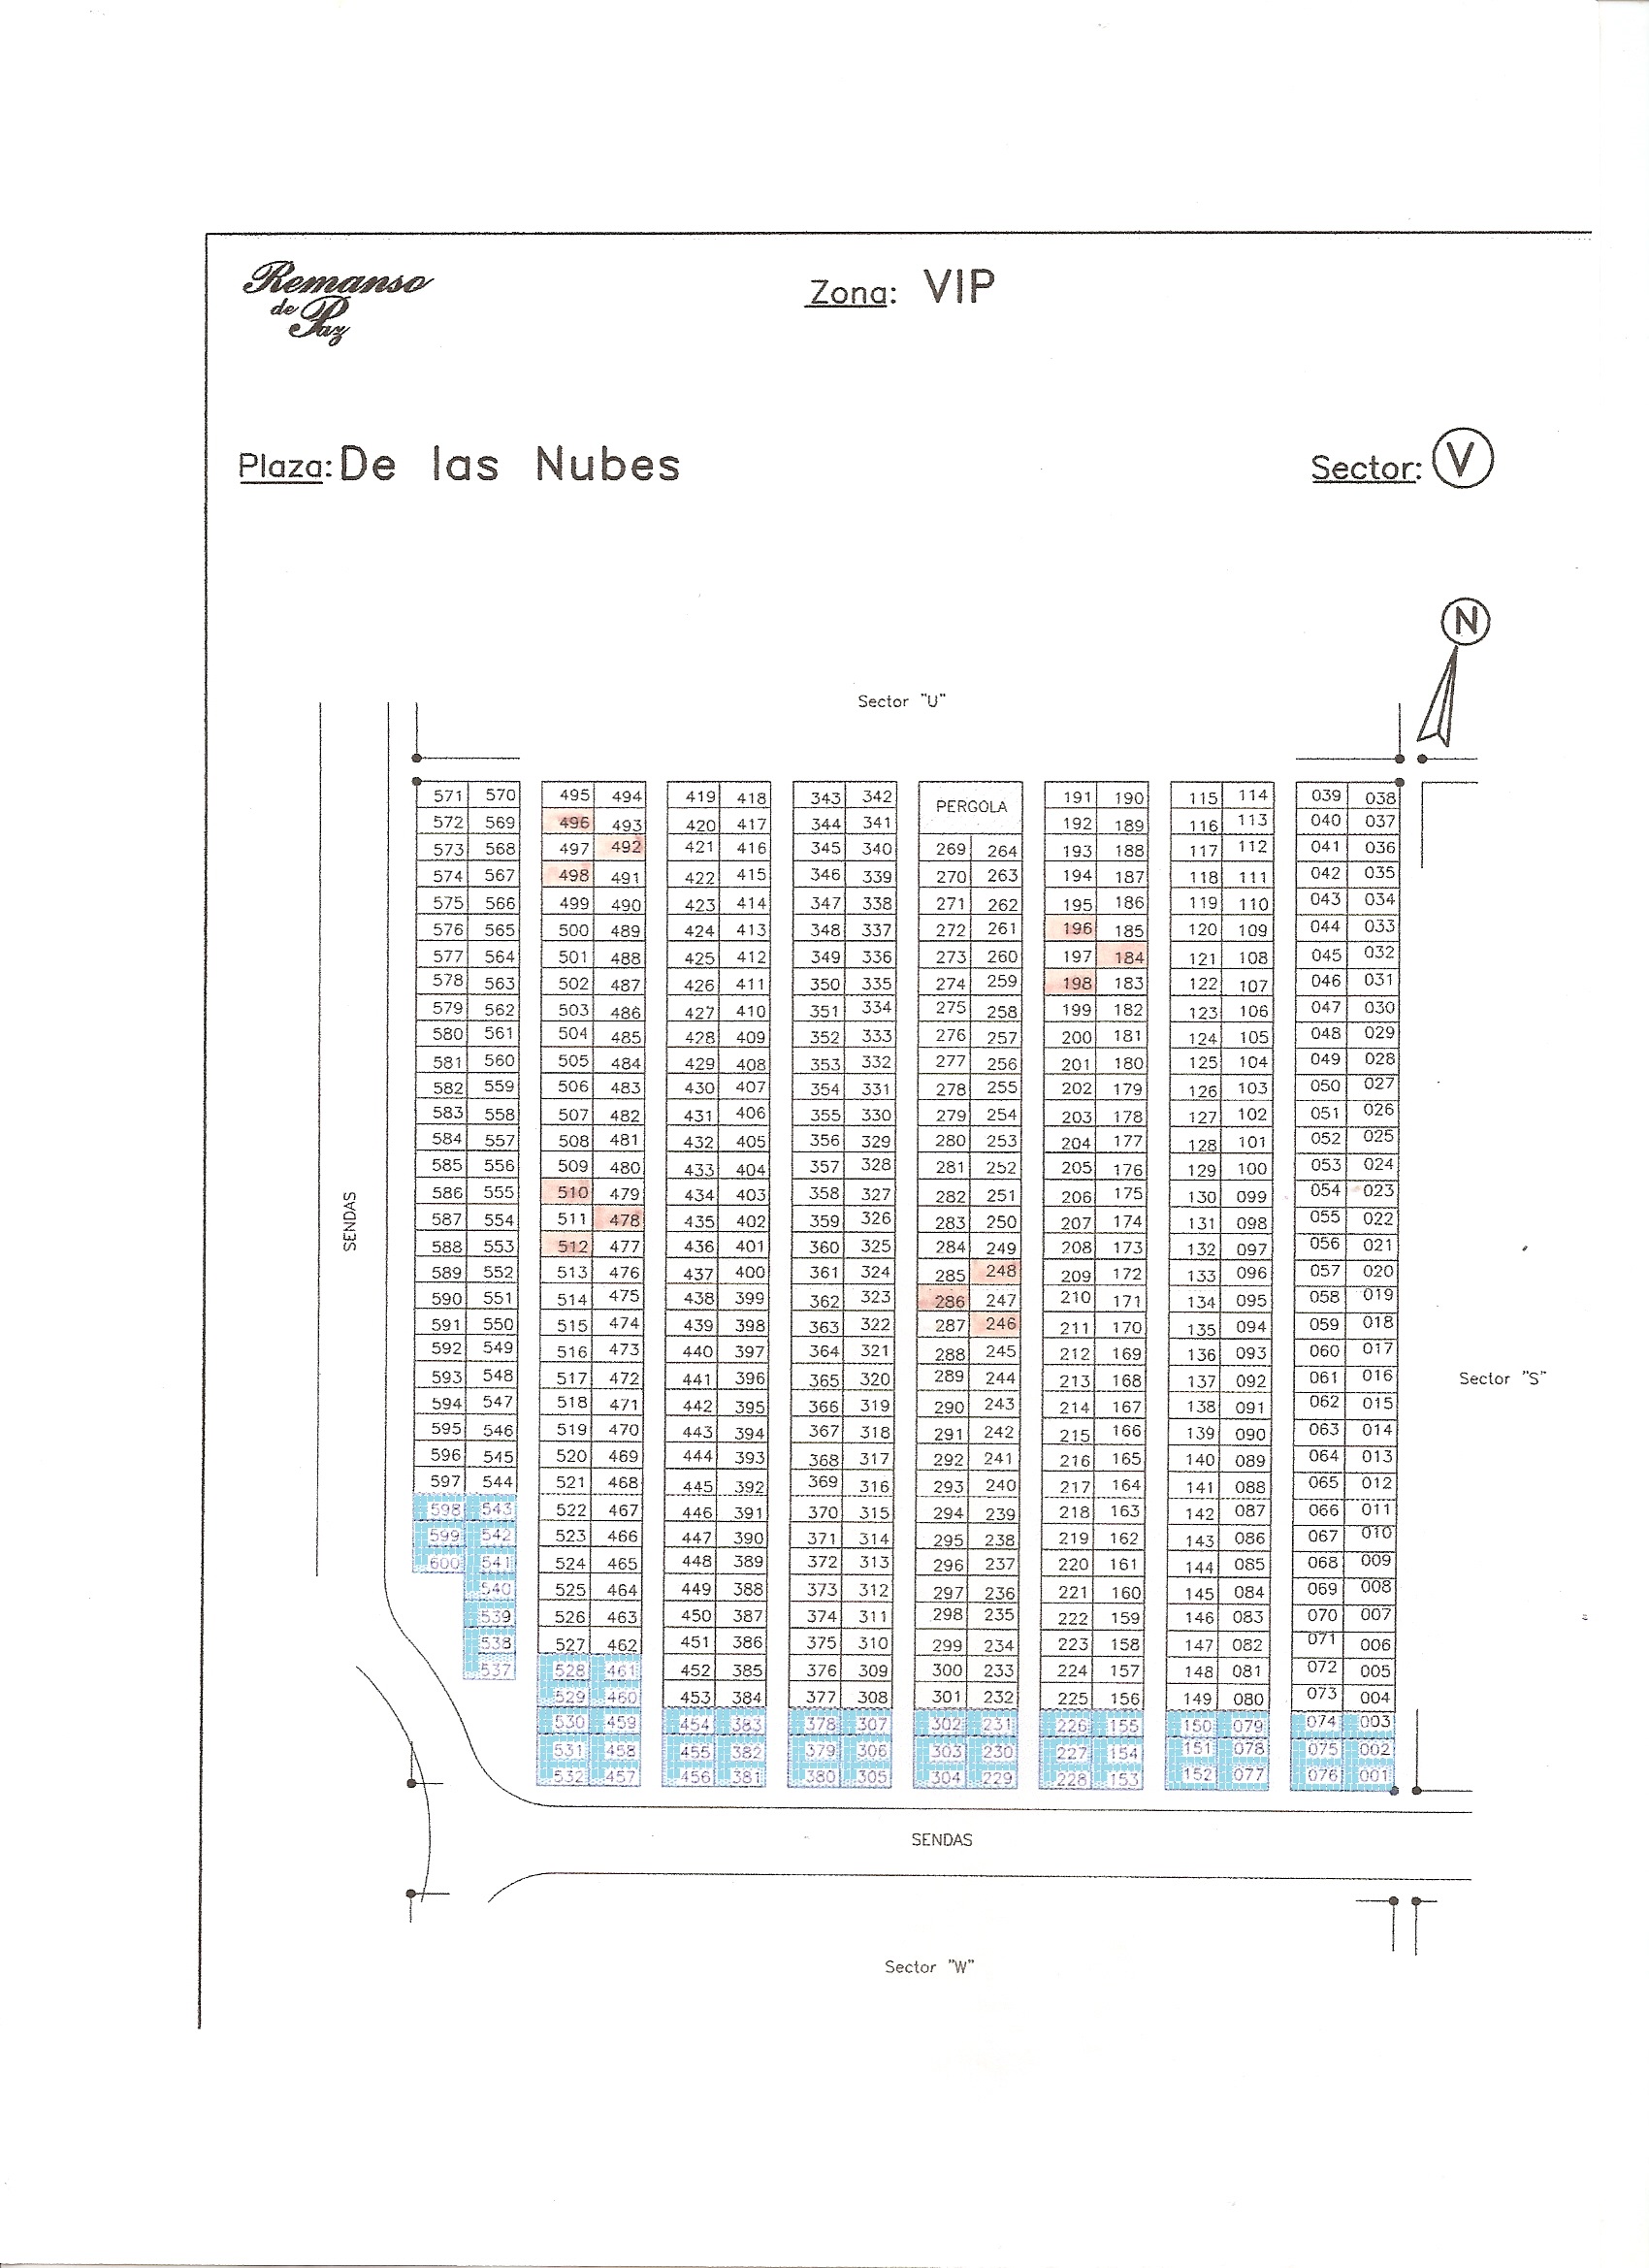 Remanso
de Paz
Zona: VIP
Plaza: De las Nubes
Sector: V
N
Sector "U"
571 570 495 494 419 418 343 342 PERGOLA 191 190 115 114 039 038
572 569 496 493 420 417 344 341 192 189 116 113 040 037
573 568 497 492 421 416 345 340 269 264 193 188 117 112 041 036
574 567 498 491 422 415 346 339 270 263 194 187 118 111 042 035
575 566 499 490 423 414 347 338 271 262 195 186 119 110 043 034
576 565 500 489 424 413 348 337 272 261 196 185 120 109 044 033
577 564 501 488 425 412 349 336 273 260 197 184 121 108 045 032
578 563 502 487 426 411 350 335 274 259 198 183 122 107 046 031
579 562 503 486 427 410 351 334 275 258 199 182 123 106 047 030
580 561 504 485 428 409 352 333 276 257 200 181 124 105 048 029
581 560 505 484 429 408 353 332 277 256 201 180 125 104 049 028
582 559 506 483 430 407 354 331 278 255 202 179 126 103 050 027
583 558 507 482 431 406 355 330 279 254 203 178 127 102 051 026
584 557 508 481 432 405 356 329 280 253 204 177 128 101 052 025
585 556 509 480 433 404 357 328 281 252 205 176 129 100 053 024
586 555 510 479 434 403 358 327 282 251 206 175 130 099 054 023
587 554 511 478 435 402 359 326 283 250 207 174 131 098 055 022
588 553 512 477 436 401 360 325 284 249 208 173 132 097 056 021
589 552 513 476 437 400 361 324 285 248 209 172 133 096 057 020
590 551 514 475 438 399 362 323 286 247 210 171 134 095 058 019
591 550 515 474 439 398 363 322 287 246 211 170 135 094 059 018
592 549 516 473 440 397 364 321 288 245 212 169 136 093 060 017
593 548 517 472 441 396 365 320 289 244 213 168 137 092 061 016
594 547 518 471 442 395 366 319 290 243 214 167 138 091 062 015
595 546 519 470 443 394 367 318 291 242 215 166 139 090 063 014
596 545 520 469 444 393 368 317 292 241 216 165 140 089 064 013
597 544 521 468 445 392 369 316 293 240 217 164 141 088 065 012
598 543 522 467 446 391 370 315 294 239 218 163 142 087 066 011
599 542 523 466 447 390 371 314 295 238 219 162 143 086 067 010
600 541 524 465 448 389 372 313 296 237 220 161 144 085 068 009
540 525 464 449 388 373 312 297 236 221 160 145 084 069 008
539 526 463 450 387 374 311 298 235 222 159 146 083 070 007
538 527 462 451 386 375 310 299 234 223 158 147 082 071 006
537 528 461 452 385 376 309 300 233 224 157 148 081 072 005
529 460 453 384 377 308 301 232 225 156 149 080 073 004
530 459 454 383 378 307 302 231 226 155 150 079 074 003
531 458 455 382 379 306 303 230 227 154 151 078 075 002
532 457 456 381 380 305 304 229 228 153 152 077 076 001
SENDAS
Sector "S"
SENDAS
Sector "W"